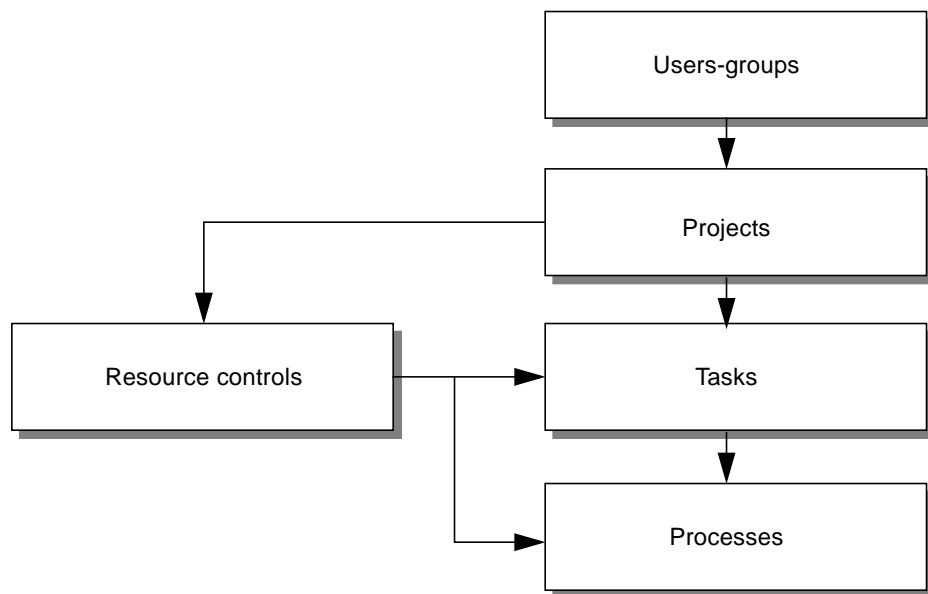 Users-groups
Projects
Resource controls
Tasks
Processes